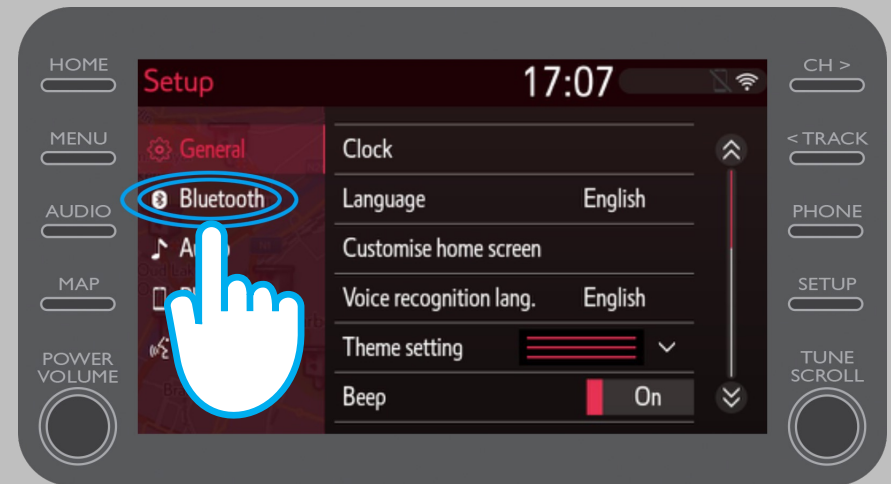 HOME
MENU
AUDIO
MAP
POWER
VOLUME
Setup 17:07
General
Bluetooth
Clock
Language English
Customise home screen
Voice recognition lang. English
Theme setting
Beep On
CH >
< TRACK
PHONE
SETUP
TUNE
SCROLL